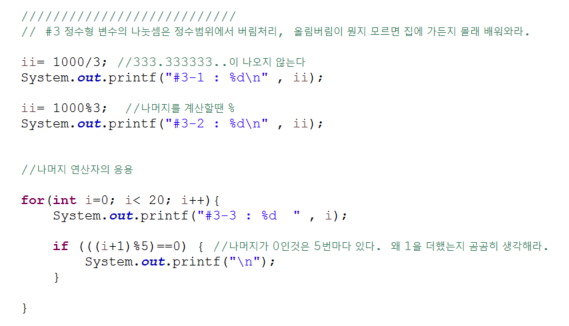 ///////////////////////////
// #3 정수형 변수의 나눗셈은 정수범위에서 버림처리, 올림버림이 뭔지 모르면 집에 가든지 몰래 배워와라.
ii= 1000/3; //333.333333..이 나오지 않는다
System.out.printf("#3-1 : %d\n" , ii);
ii= 1000%3; //나머지를 계산할땐 %
System.out.printf("#3-2 : %d\n" , ii);
//나머지 연산자의 응용
for(int i=0; i< 20; i++){
System.out.printf("#3-3 : %d  " , i);
if (((i+1)%5)==0) { //나머지가 0인것은 5번마다 있다. 왜 1을 더했는지 곰곰히 생각해라.
System.out.printf("\n");
}
}